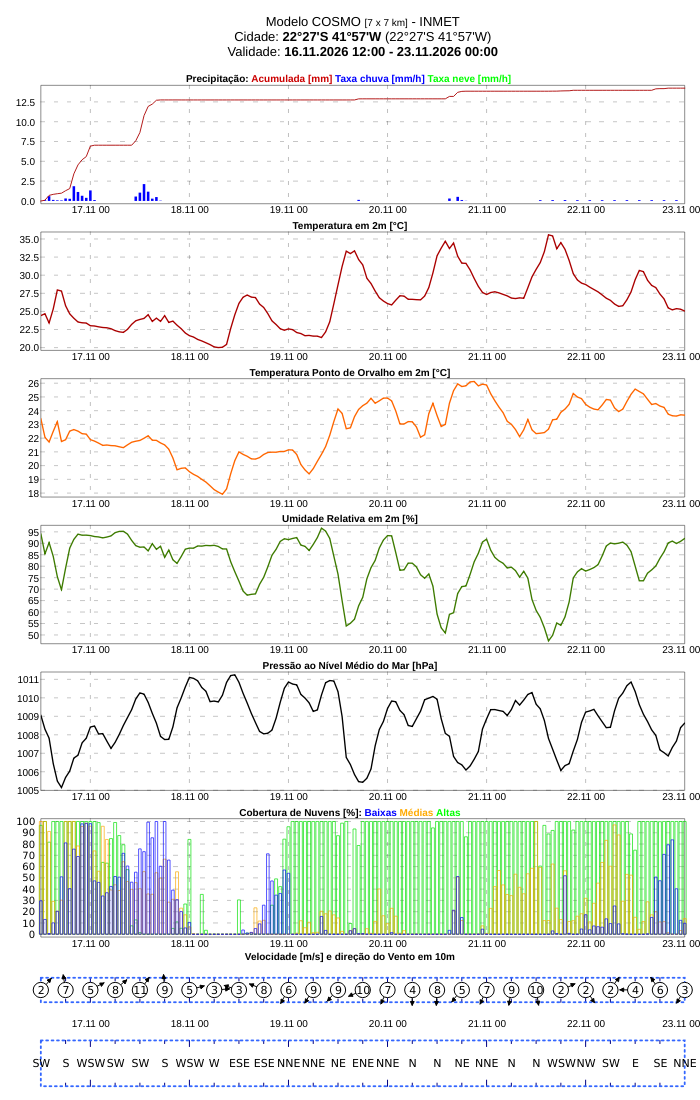 Modelo COSMO [7 x 7 km] - INMET
Cidade: 22°27'S 41°57'W (22°27'S 41°57'W)
Validade: 16.11.2026 12:00 - 23.11.2026 00:00
Precipitação: Acumulada [mm] Taxa chuva [mm/h] Taxa neve [mm/h]
12.5
10.0
7.5
5.0
2.5
0.0
17.11 00 18.11 00 19.11 00 20.11 00 21.11 00 22.11 00 23.11 00
Temperatura em 2m [°C]
35.0
32.5
30.0
27.5
25.0
22.5
20.0
17.11 00 18.11 00 19.11 00 20.11 00 21.11 00 22.11 00 23.11 00
Temperatura Ponto de Orvalho em 2m [°C]
26
25
24
23
22
21
20
19
18
17.11 00 18.11 00 19.11 00 20.11 00 21.11 00 22.11 00 23.11 00
Umidade Relativa em 2m [%]
95
90
85
80
75
70
65
60
55
50
17.11 00 18.11 00 19.11 00 20.11 00 21.11 00 22.11 00 23.11 00
Pressão ao Nível Médio do Mar [hPa]
1011
1010
1009
1008
1007
1006
1005
17.11 00 18.11 00 19.11 00 20.11 00 21.11 00 22.11 00 23.11 00
Cobertura de Nuvens [%]: Baixas Médias Altas
100
90
80
70
60
50
40
30
20
10
0
17.11 00 18.11 00 19.11 00 20.11 00 21.11 00 22.11 00 23.11 00
Velocidade [m/s] e direção do Vento em 10m
2 7 5 8 11 9 5 3 3 8 6 9 9 10 7 4 8 5 7 9 10 2 2 2 4 6 3
17.11 00 18.11 00 19.11 00 20.11 00 21.11 00 22.11 00 23.11 00
SW S WSW SW SW S WSW W ESE ESE NNE NNE NE ENE NNE N N NE NNE N N WSW NW SW E SE NNE